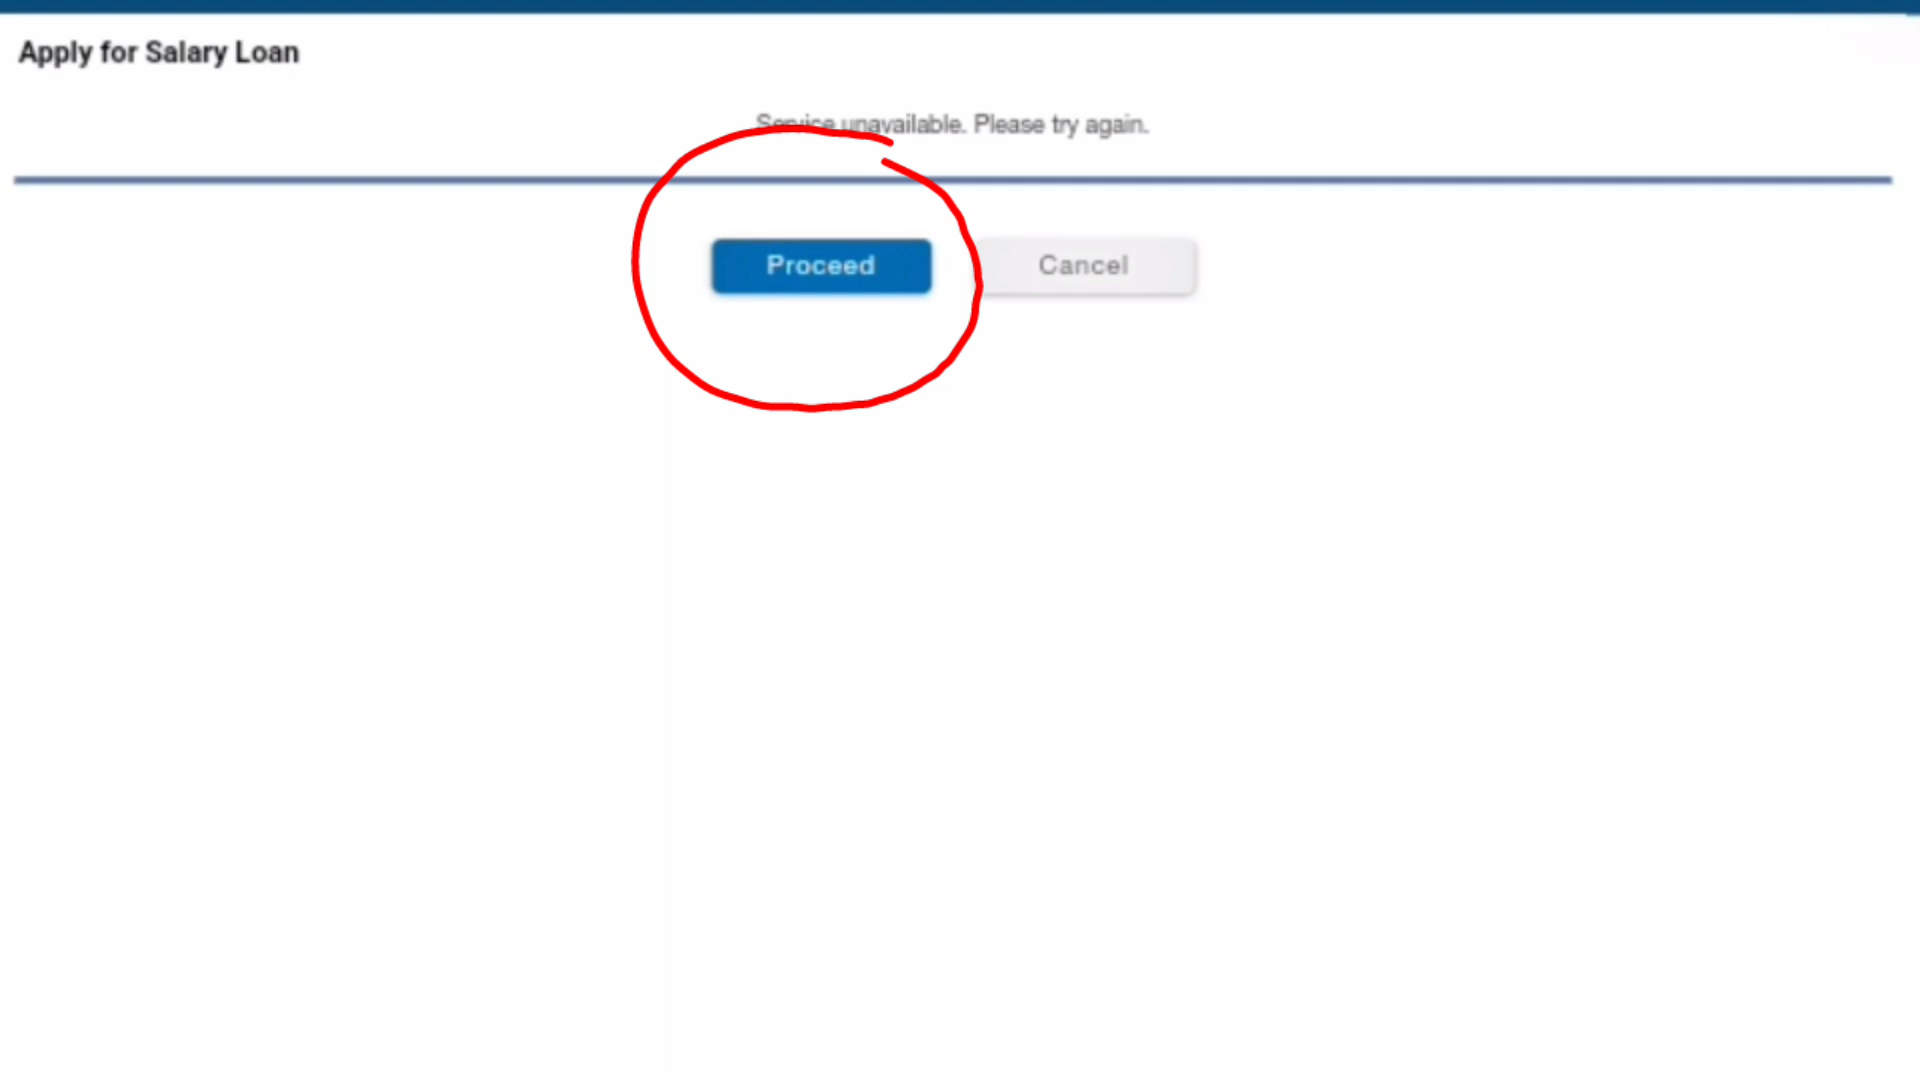 Apply for Salary Loan
Service unavailable. Please try again.
Proceed
Cancel